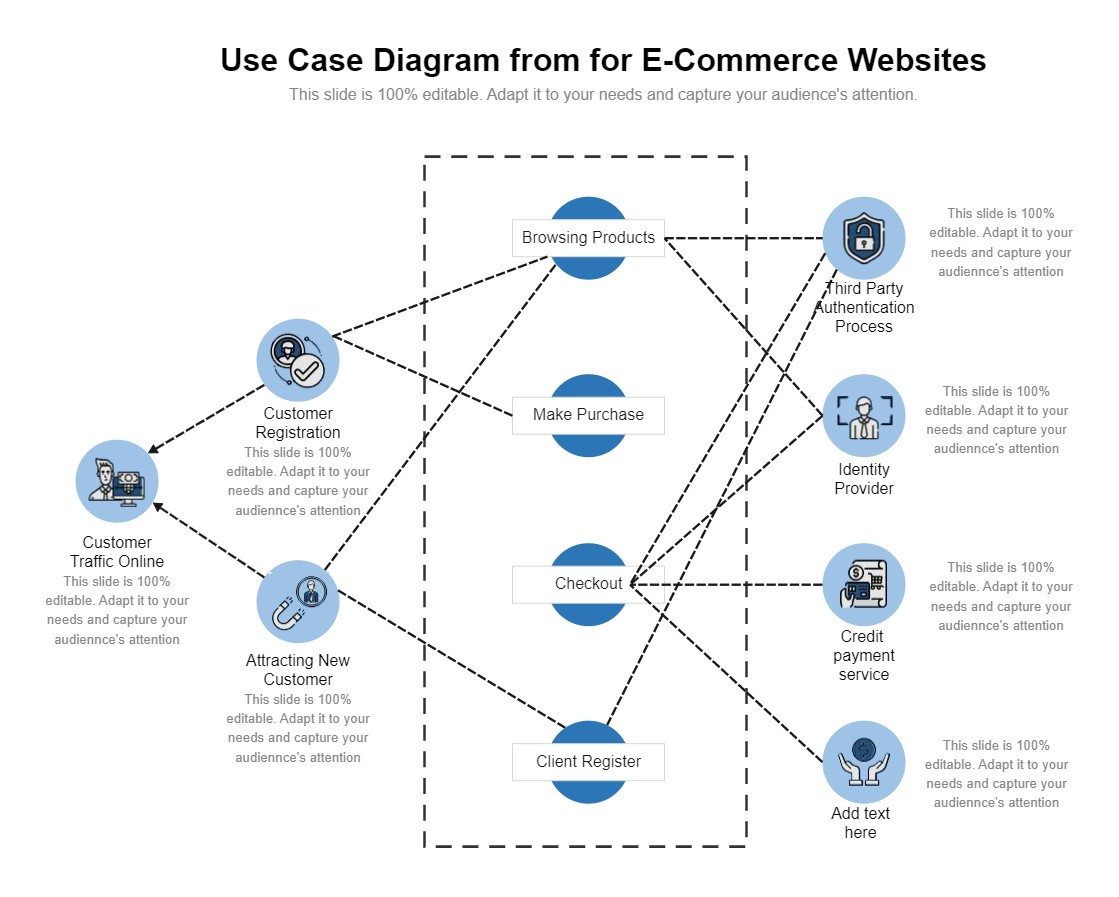 Use Case Diagram from for E-Commerce Websites
This slide is 100% editable. Adapt it to your needs and capture your audience's attention.
Browsing Products
Make Purchase
Checkout
Client Register
Customer
Registration
This slide is 100%
editable. Adapt it to your
needs and capture your
audiennce's attention
Customer
Traffic Online
This slide is 100%
editable. Adapt it to your
needs and capture your
audiennce's attention
Attracting New
Customer
This slide is 100%
editable. Adapt it to your
needs and capture your
audiennce's attention
Third Party
Authentication
Process
This slide is 100%
editable. Adapt it to your
needs and capture your
audiennce's attention
Identity
Provider
This slide is 100%
editable. Adapt it to your
needs and capture your
audiennce's attention
Credit
payment
service
This slide is 100%
editable. Adapt it to your
needs and capture your
audiennce's attention
Add text
here
This slide is 100%
editable. Adapt it to your
needs and capture your
audiennce's attention